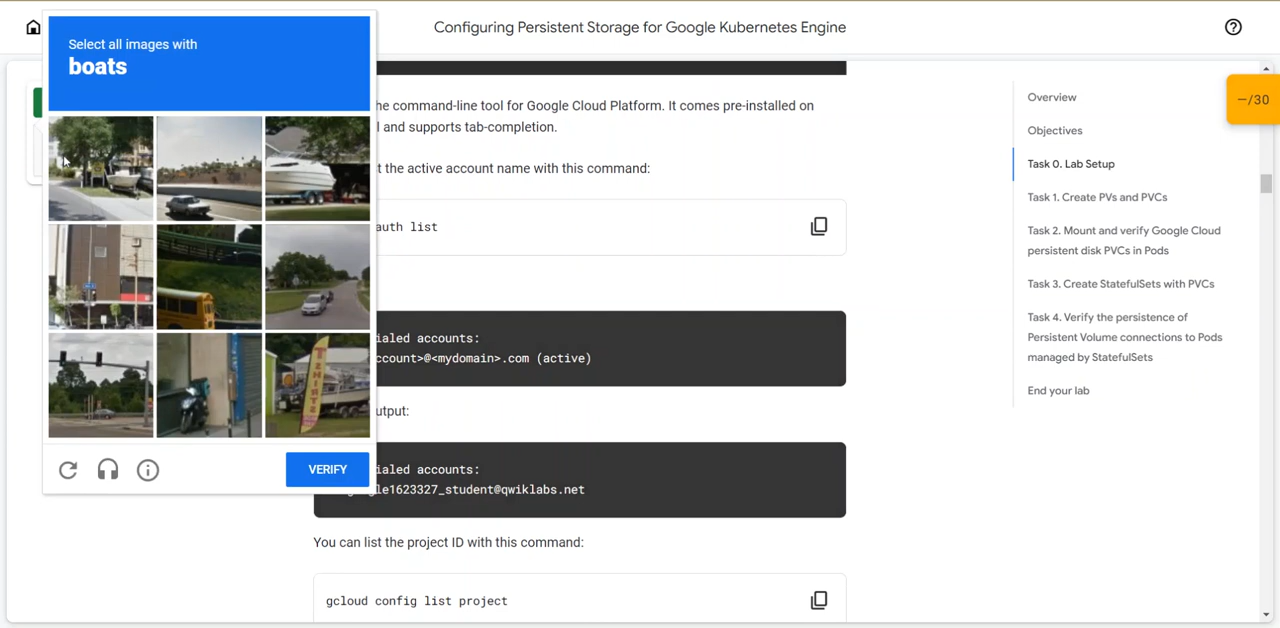 Configuring Persistent Storage for Google Kubernetes Engine
Select all images with
boats
T-SHIRTS
VERIFY
he command-line tool for Google Cloud Platform. It comes pre-installed on
l and supports tab-completion.
t the active account name with this command:
auth list
ialed accounts:
ccount>@<mydomain>.com (active)
utput:
ialed accounts:
gle1623327_student@qwiklabs.net
You can list the project ID with this command:
gcloud config list project
—/30
Overview
Objectives
Task 0. Lab Setup
Task 1. Create PVs and PVCs
Task 2. Mount and verify Google Cloud
persistent disk PVCs in Pods
Task 3. Create StatefulSets with PVCs
Task 4. Verify the persistence of
Persistent Volume connections to Pods
managed by StatefulSets
End your lab